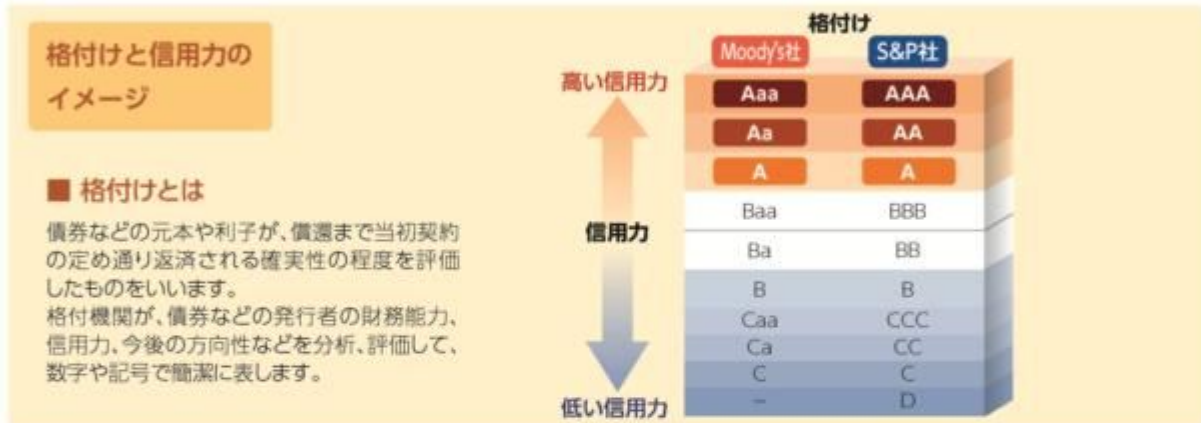 格付けと信用力の
イメージ
■ 格付けとは
債券などの元本や利子が、償還まで当初契約
の定め通り返済される確実性の程度を評価
したものをいいます。
格付機関が、債券などの発行者の財務能力、
信用力、今後の方向性などを分析、評価して、
数字や記号で簡潔に表します。
格付け
Moody's社 S&P社
高い信用力
Aaa AAA
Aa AA
A A
Baa BBB
信用力
Ba BB
B B
Caa CCC
Ca CC
C C
– D
低い信用力